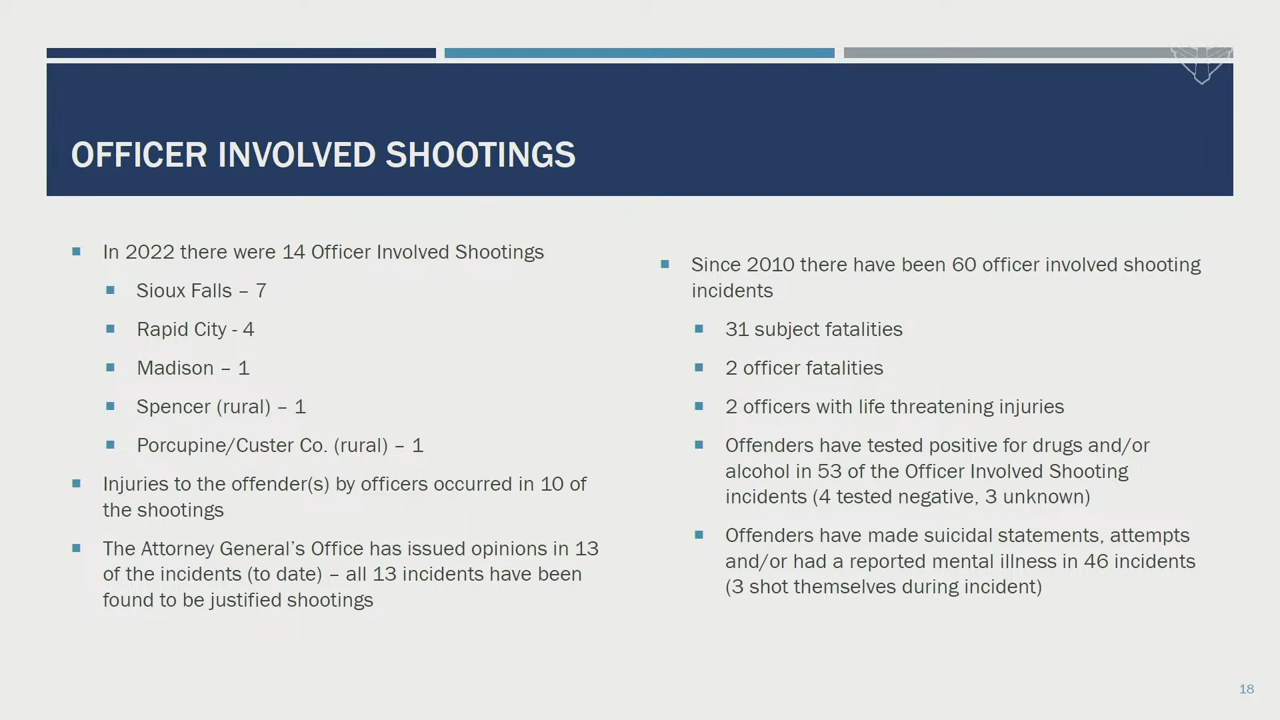 OFFICER INVOLVED SHOOTINGS
In 2022 there were 14 Officer Involved Shootings
Sioux Falls – 7
Rapid City - 4
Madison – 1
Spencer (rural) – 1
Porcupine/Custer Co. (rural) – 1
Injuries to the offender(s) by officers occurred in 10 of
the shootings
The Attorney General’s Office has issued opinions in 13
of the incidents (to date) – all 13 incidents have been
found to be justified shootings
Since 2010 there have been 60 officer involved shooting
incidents
31 subject fatalities
2 officer fatalities
2 officers with life threatening injuries
Offenders have tested positive for drugs and/or
alcohol in 53 of the Officer Involved Shooting
incidents (4 tested negative, 3 unknown)
Offenders have made suicidal statements, attempts
and/or had a reported mental illness in 46 incidents
(3 shot themselves during incident)
18